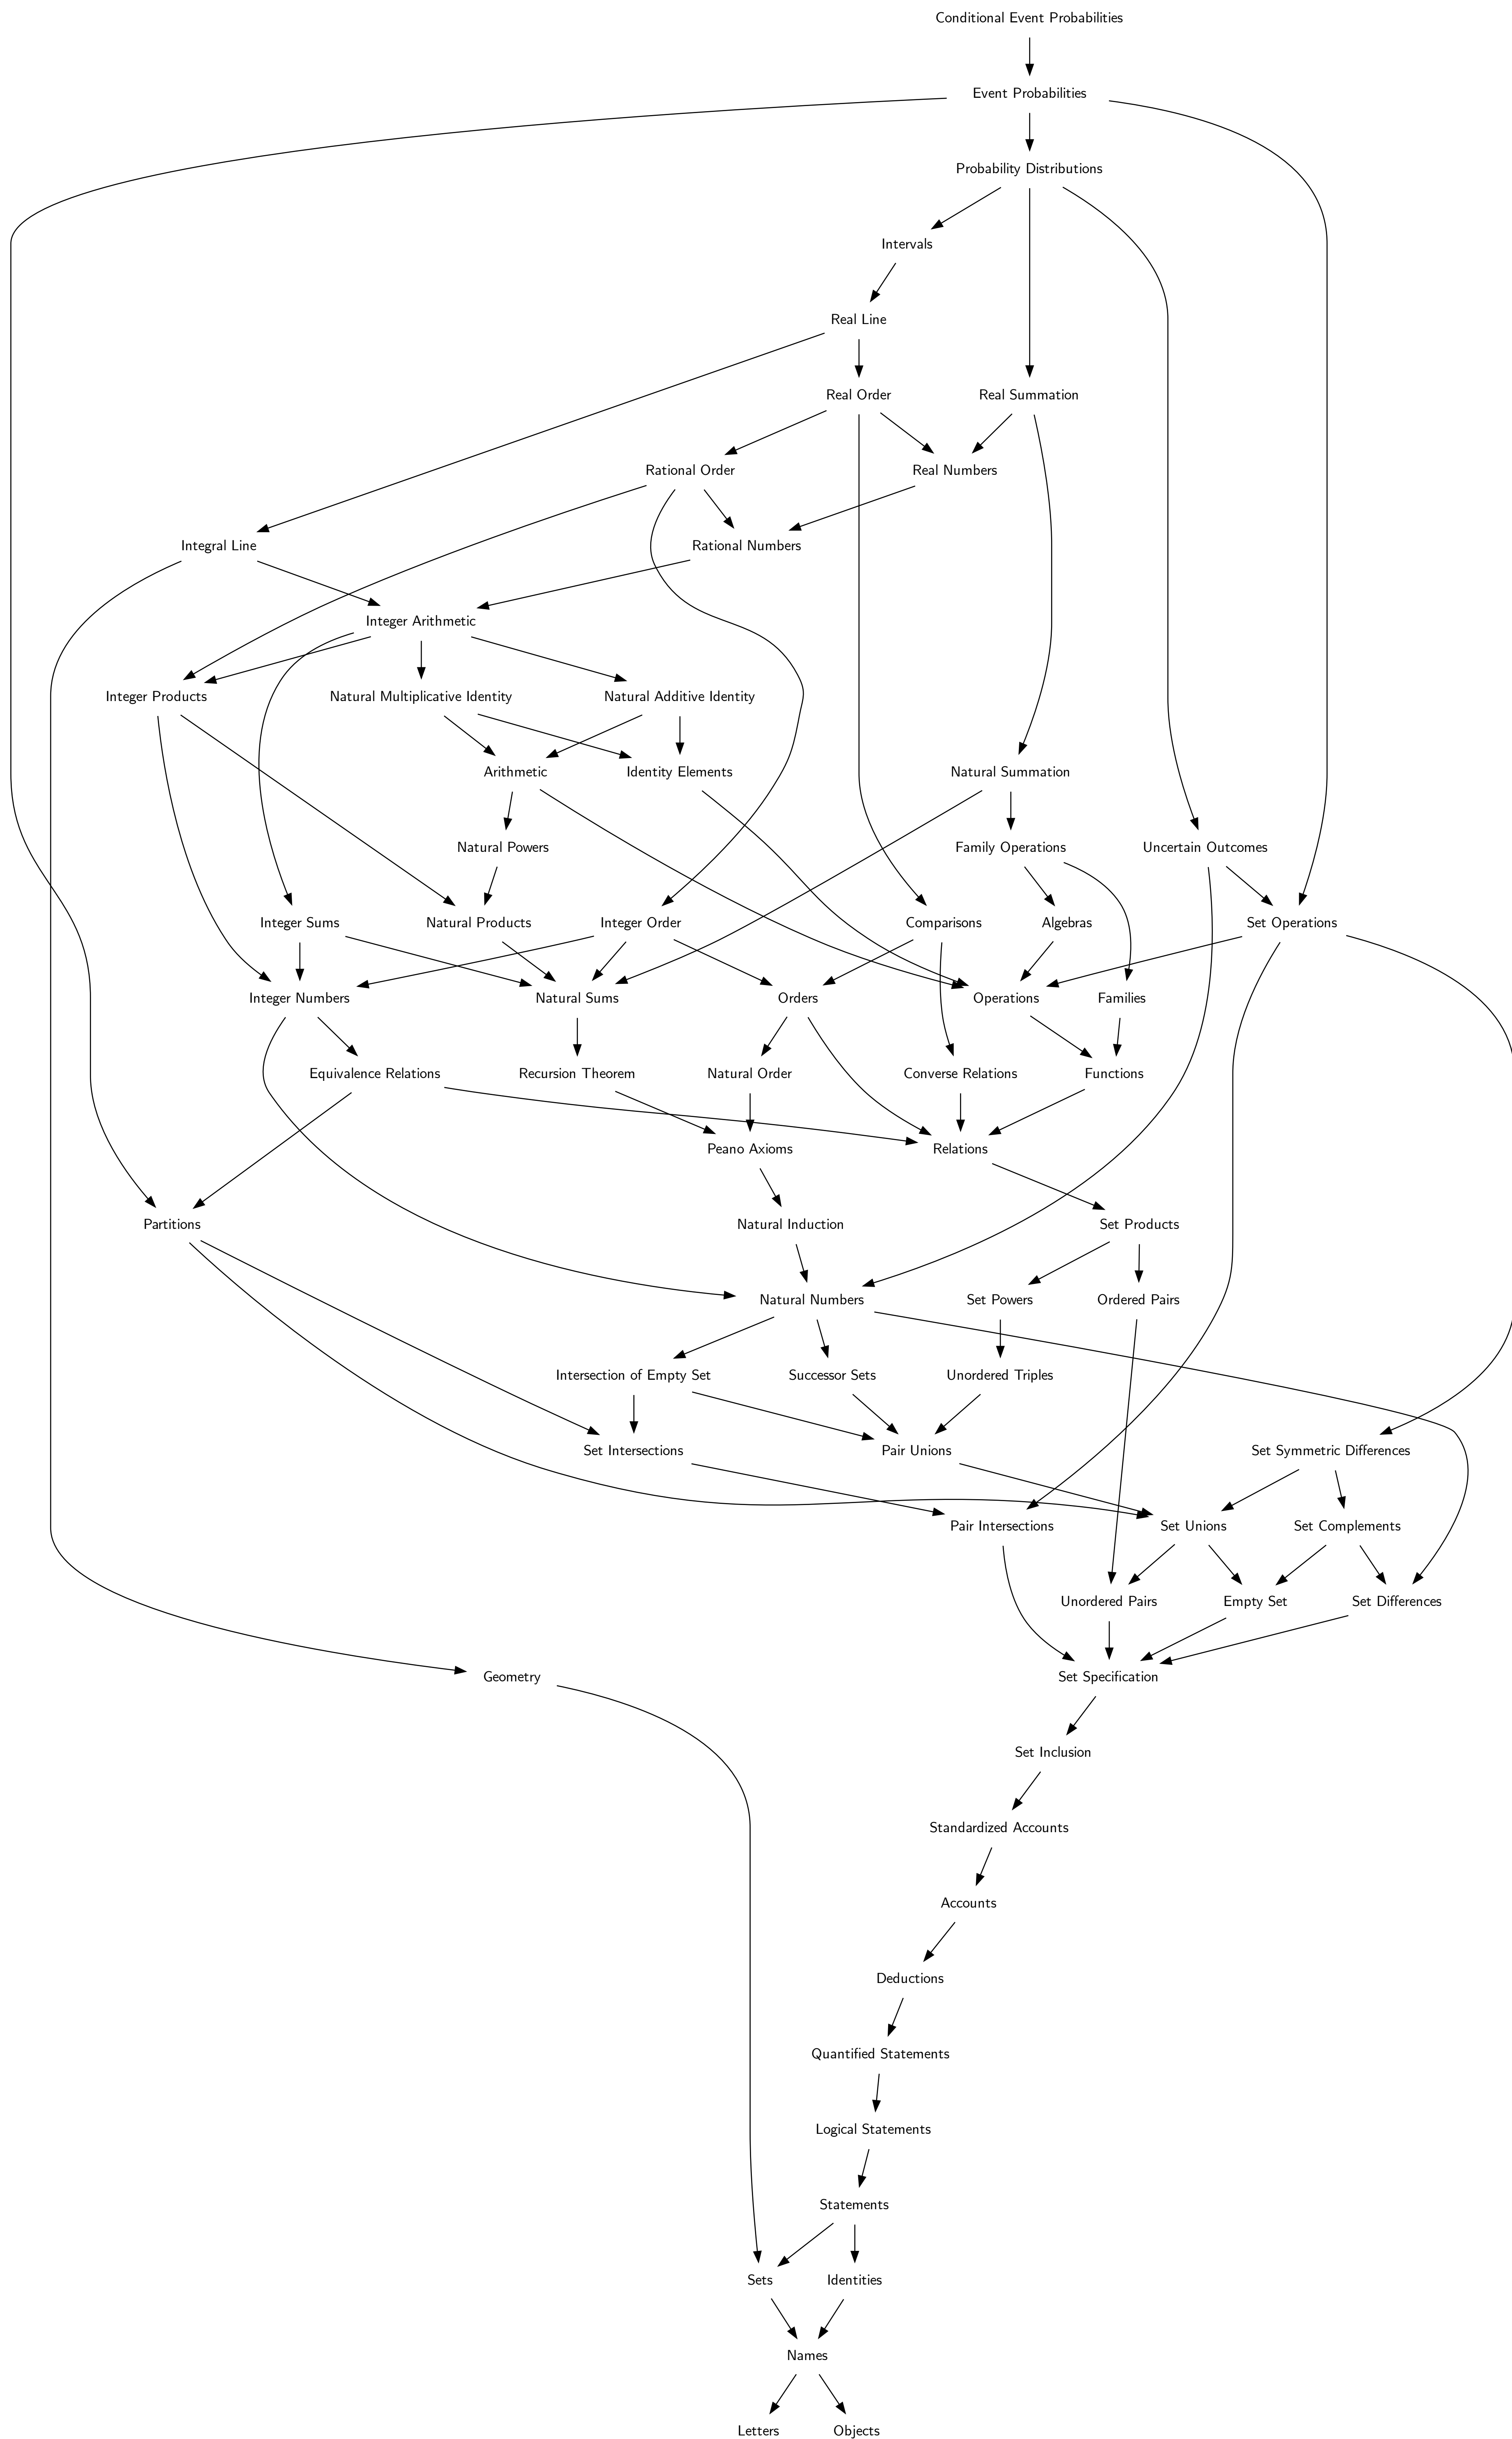 Conditional Event Probabilities
Event Probabilities
Probability Distributions
Intervals
Real Line
Real Order
Real Summation
Rational Order
Real Numbers
Integral Line
Rational Numbers
Integer Arithmetic
Integer Products
Natural Multiplicative Identity
Natural Additive Identity
Arithmetic
Identity Elements
Natural Summation
Natural Powers
Family Operations
Uncertain Outcomes
Integer Sums
Natural Products
Integer Order
Comparisons
Algebras
Set Operations
Integer Numbers
Natural Sums
Orders
Operations
Families
Equivalence Relations
Recursion Theorem
Natural Order
Converse Relations
Functions
Peano Axioms
Relations
Partitions
Natural Induction
Set Products
Natural Numbers
Set Powers
Ordered Pairs
Intersection of Empty Set
Successor Sets
Unordered Triples
Set Intersections
Pair Unions
Set Symmetric Differences
Pair Intersections
Set Unions
Set Complements
Unordered Pairs
Empty Set
Set Differences
Geometry
Set Specification
Set Inclusion
Standardized Accounts
Accounts
Deductions
Quantified Statements
Logical Statements
Statements
Sets
Identities
Names
Letters
Objects